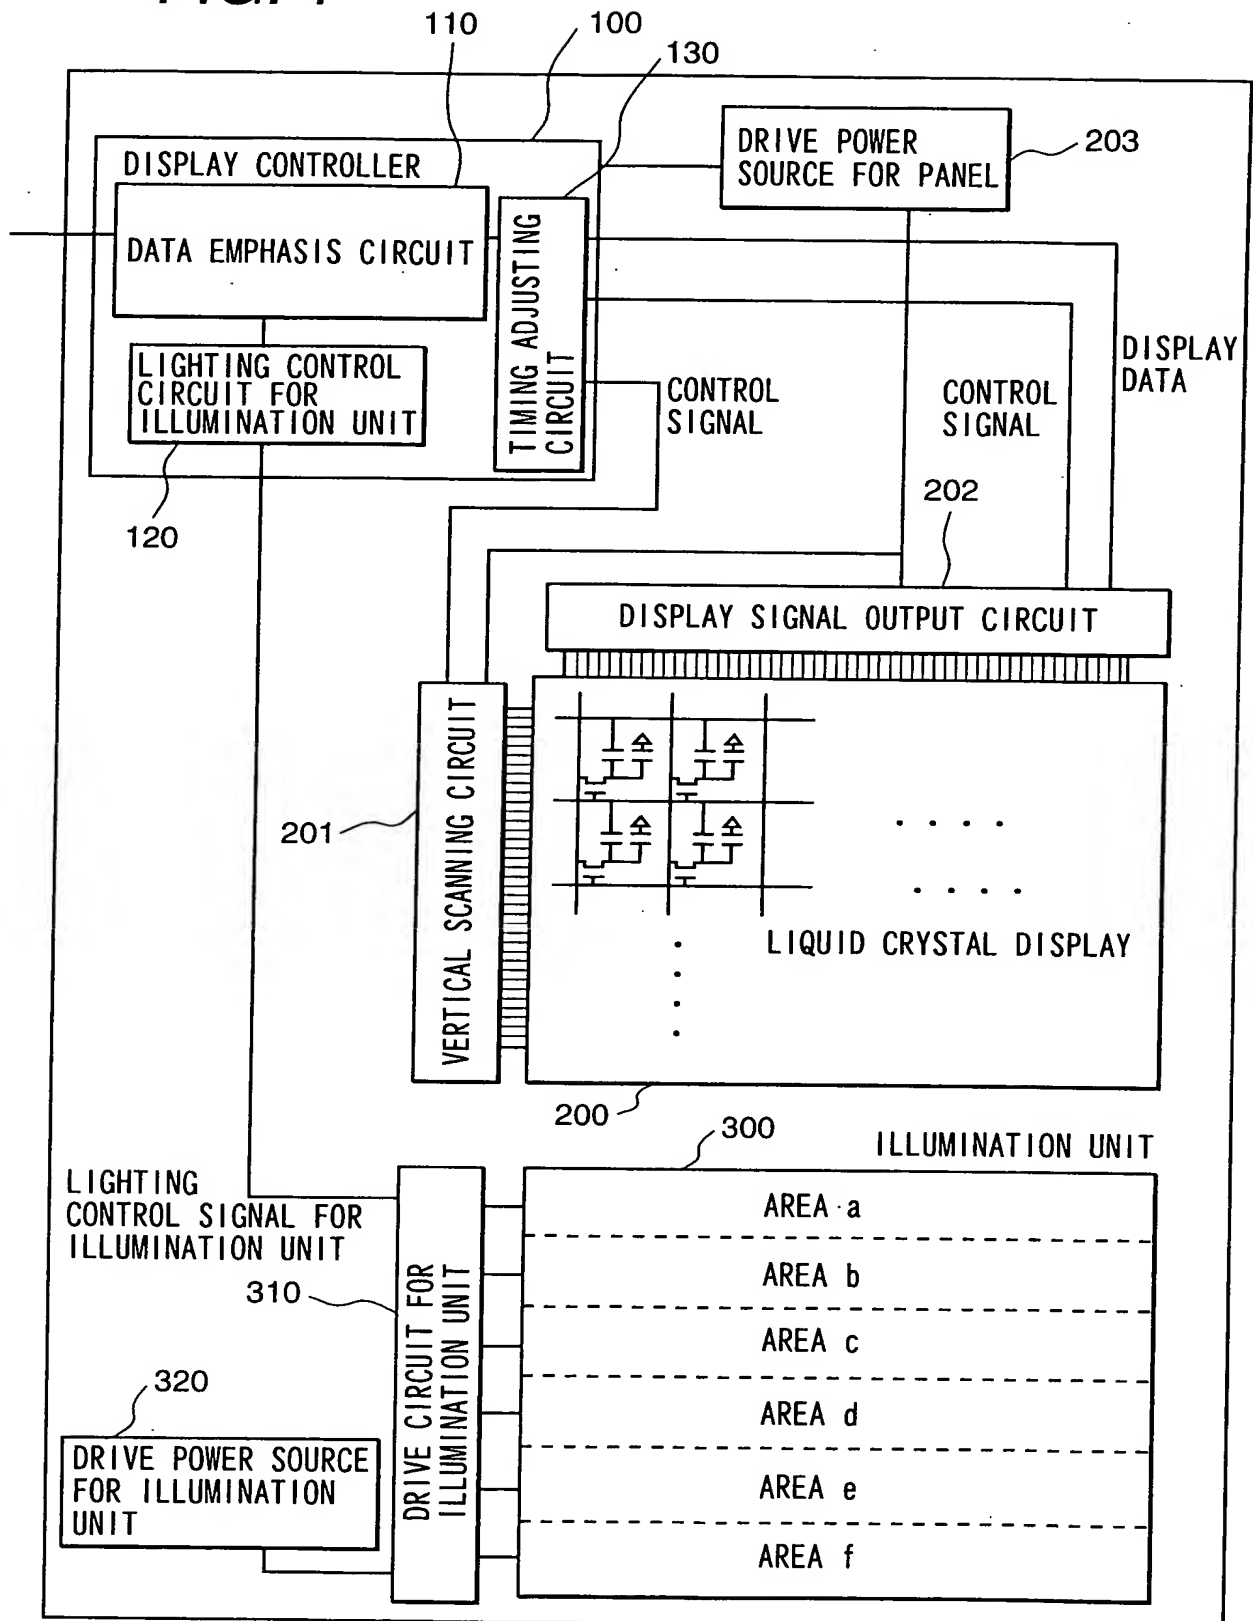 110
100
130
DISPLAY CONTROLLER
DATA EMPHASIS CIRCUIT
LIGHTING CONTROL
CIRCUIT FOR
ILLUMINATION UNIT
120
TIMING ADJUSTING
CIRCUIT
DRIVE POWER
SOURCE FOR PANEL
203
CONTROL
SIGNAL
CONTROL
SIGNAL
DISPLAY
DATA
202
DISPLAY SIGNAL OUTPUT CIRCUIT
VERTICAL SCANNING CIRCUIT
201
LIQUID CRYSTAL DISPLAY
200
300
ILLUMINATION UNIT
LIGHTING
CONTROL SIGNAL FOR
ILLUMINATION UNIT
310
DRIVE CIRCUIT FOR
ILLUMINATION UNIT
AREA a
AREA b
AREA c
AREA d
AREA e
AREA f
320
DRIVE POWER SOURCE
FOR ILLUMINATION
UNIT